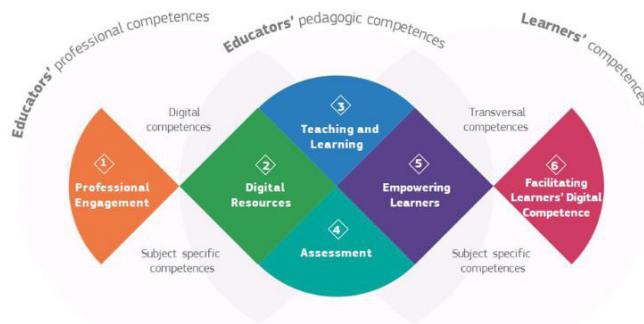 Educators' professional competences
Educators' pedagogic competences
Learners' competences
Digital
competences
Transversal
competences
1
Professional
Engagement
2
Digital
Resources
3
Teaching and
Learning
4
Assessment
5
Empowering
Learners
6
Facilitating
Learners' Digital
Competence
Subject specific
competences
Subject specific
competences